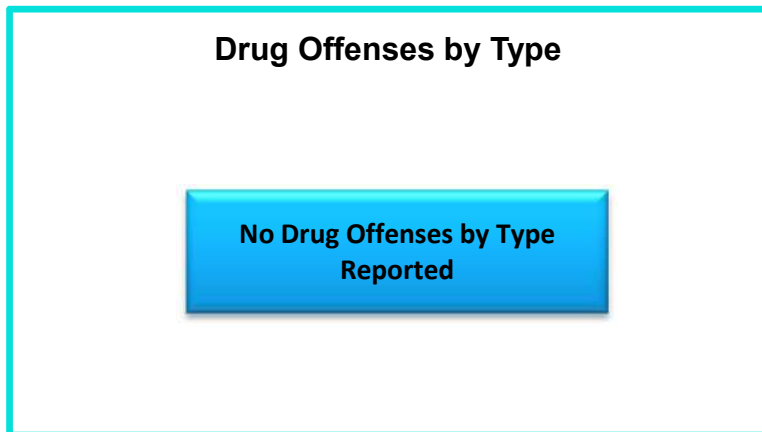 Drug Offenses by Type
No Drug Offenses by Type
Reported